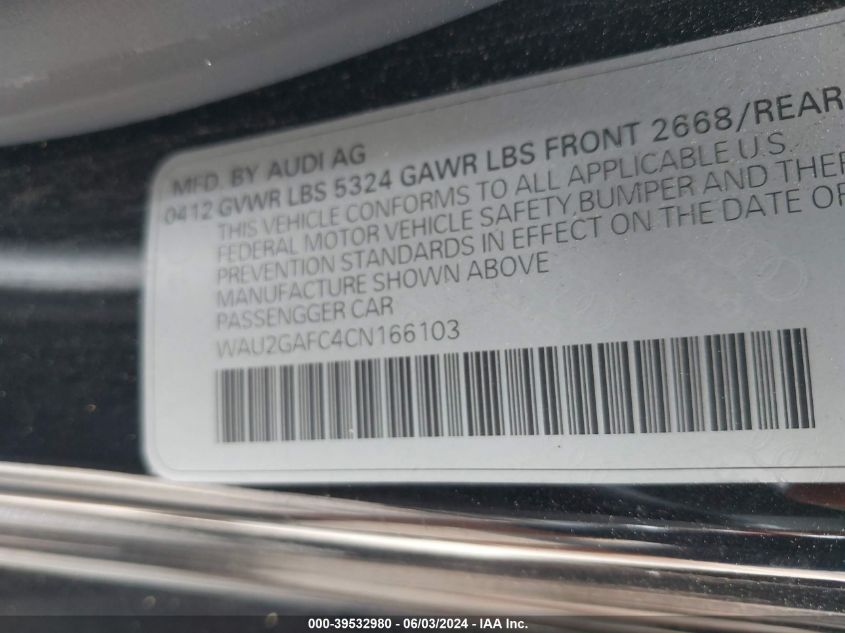 MFD. BY AUDI AG
0412 GVWR LBS 5324 GAWR LBS FRONT 2668/REAR
THIS VEHICLE CONFORMS TO ALL APPLICABLE U.S.
FEDERAL MOTOR VEHICLE SAFETY BUMPER AND THEF
PREVENTION STANDARDS IN EFFECT ON THE DATE OF
MANUFACTURE SHOWN ABOVE
PASSENGGER CAR
WAU2GAFC4CN166103
000-39532980 - 06/03/2024 - IAA Inc.